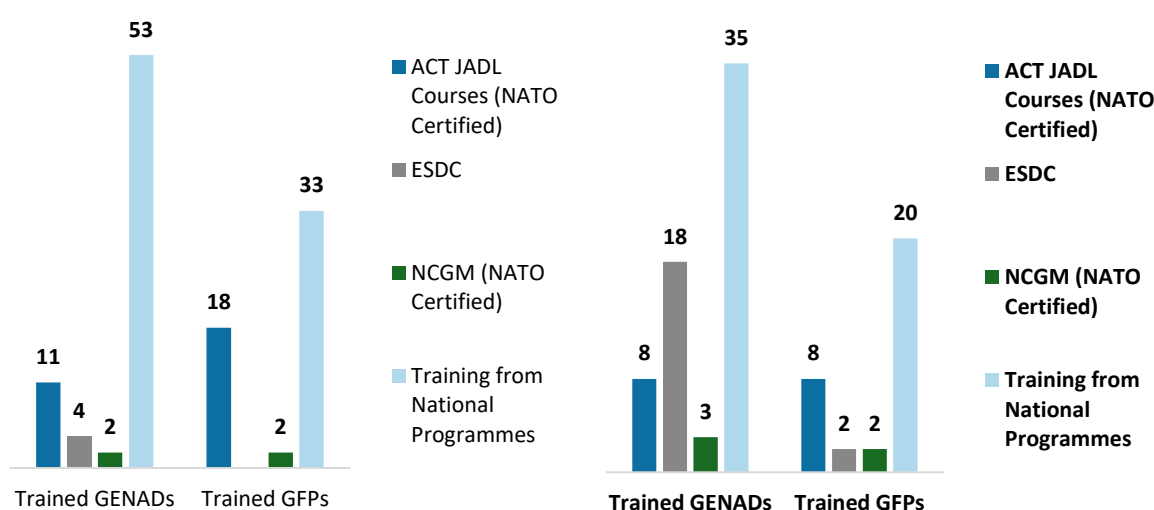 53
33
18
11
4
2
2
Trained GENADs
Trained GFPs
ACT JADL
Courses (NATO
Certified)
ESDC
NCGM (NATO
Certified)
Training from
National
Programmes
35
20
18
8
8
3
2
2
Trained GENADs
Trained GFPs
ACT JADL
Courses (NATO
Certified)
ESDC
NCGM (NATO
Certified)
Training from
National
Programmes